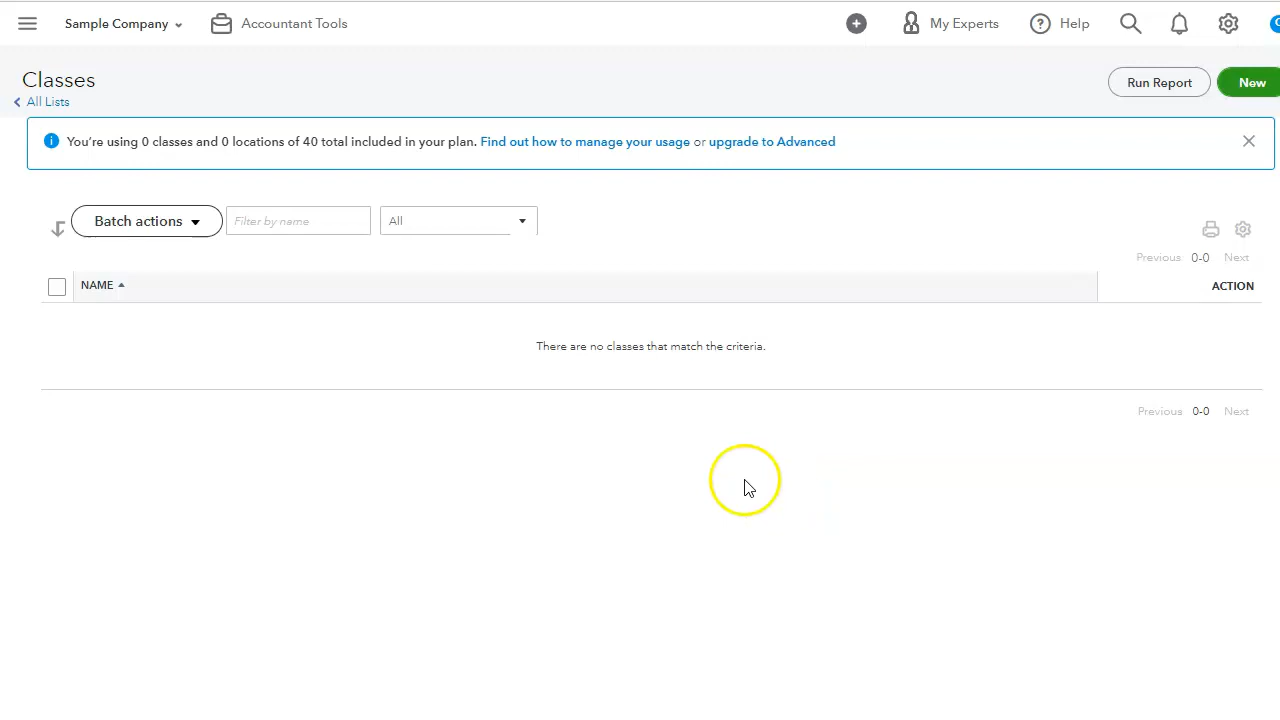 Sample Company
Accountant Tools
My Experts
Help
Classes
All Lists
Run Report
New
You're using 0 classes and 0 locations of 40 total included in your plan. Find out how to manage your usage or upgrade to Advanced
Batch actions
Filter by name
All
Previous 0-0 Next
NAME
ACTION
There are no classes that match the criteria.
Previous 0-0 Next